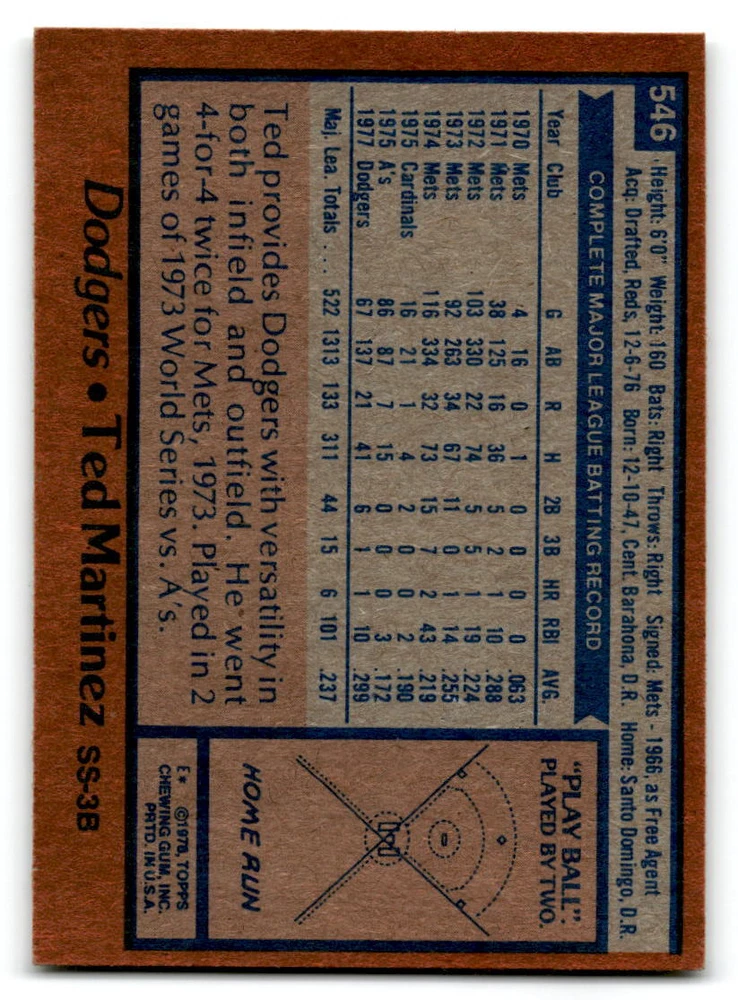 546
Height: 6'0" Weight: 160 Bats: Right Throws: Right Signed: Mets - 1966, as Free Agent
Acq: Drafted, Reds, 12-6-76 Born: 12-10-47, Cent. Barahona, D.R. Home: Santo Domingo, D.R.
COMPLETE MAJOR LEAGUE BATTING RECORD
Year Club G AB R H 2B 3B HR RBI AVG.
1970 Mets 4 16 0 1 0 0 0 0 .063
1971 Mets 38 125 16 36 5 2 1 10 .288
1972 Mets 103 330 22 74 5 5 1 19 .224
1973 Mets 92 263 34 67 11 0 1 14 .255
1974 Mets 116 334 32 73 15 7 2 43 .219
1975 Cardinals 16 21 1 4 2 0 0 2 .190
1975 A's 86 87 7 15 0 0 0 3 .172
1977 Dodgers 67 137 21 41 6 1 1 10 .299
Maj. Lea. Totals .... 522 1313 133 311 44 15 6 101 .237
Ted provides Dodgers with versatility in
both infield and outfield. He went
4-for-4 twice for Mets, 1973. Played in 2
games of 1973 World Series vs. A's.
"PLAY BALL":
PLAYED BY TWO.
HOME RUN
E* ©1978, TOPPS
CHEWING GUM, INC.
PRTD. IN U.S.A.
Dodgers • Ted Martinez SS-3B